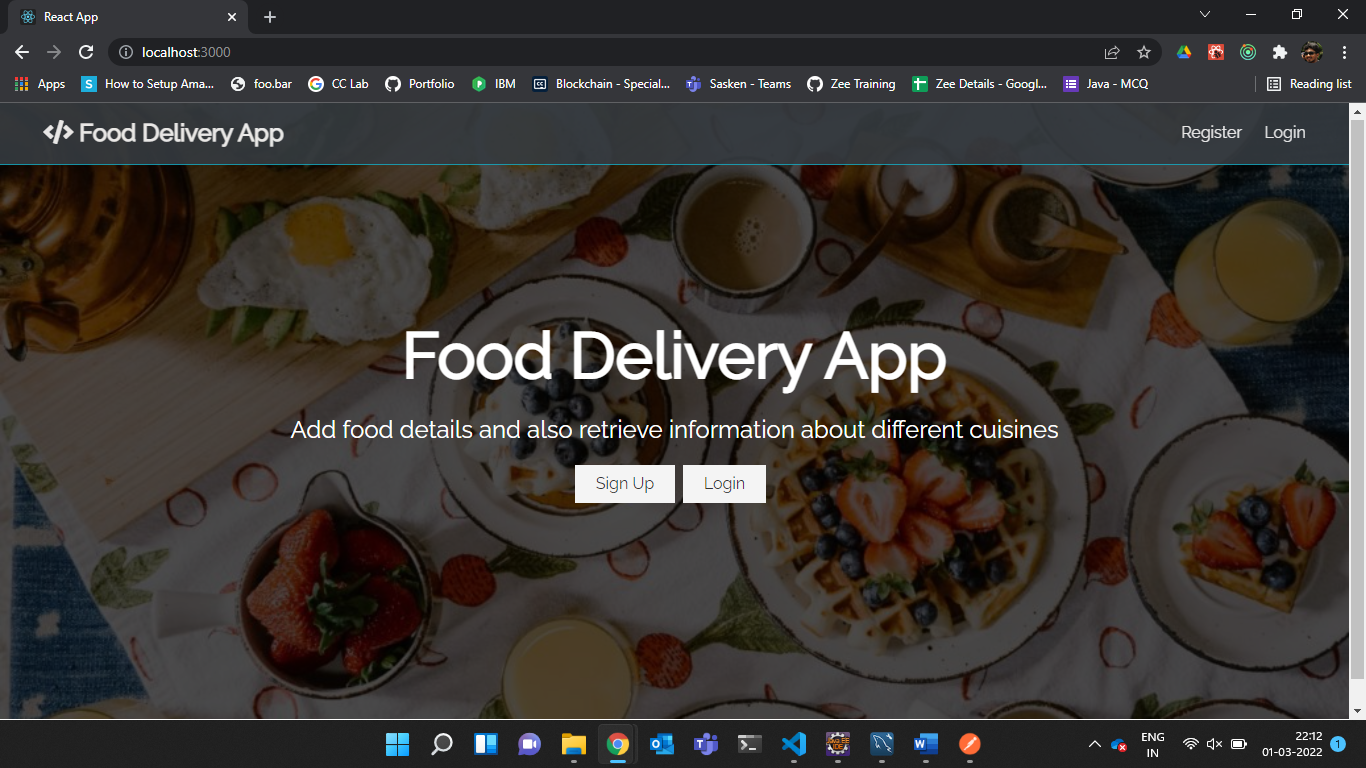 React App
localhost:3000
Apps
How to Setup Ama...
foo.bar
CC Lab
Portfolio
IBM
Blockchain - Special...
Sasken - Teams
Zee Training
Zee Details - Googl...
Java - MCQ
Reading list
</> Food Delivery App
Register
Login
Food Delivery App
Add food details and also retrieve information about different cuisines
Sign Up
Login
ENG
IN
22:12
01-03-2022
1